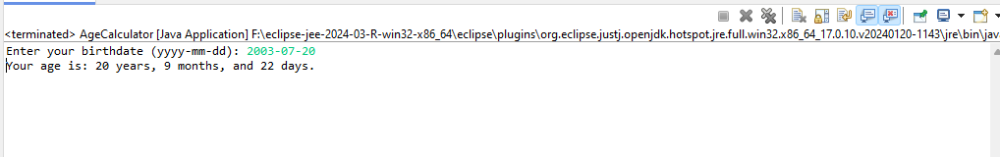 <terminated> AgeCalculator [Java Application] F:\eclipse-jee-2024-03-R-win32-x86_64\eclipse\plugins\org.eclipse.justj.openjdk.hotspot.jre.full.win32.x86_64_17.0.10.v20240120-1143\jre\bin\jav
Enter your birthdate (yyyy-mm-dd): 2003-07-20
Your age is: 20 years, 9 months, and 22 days.